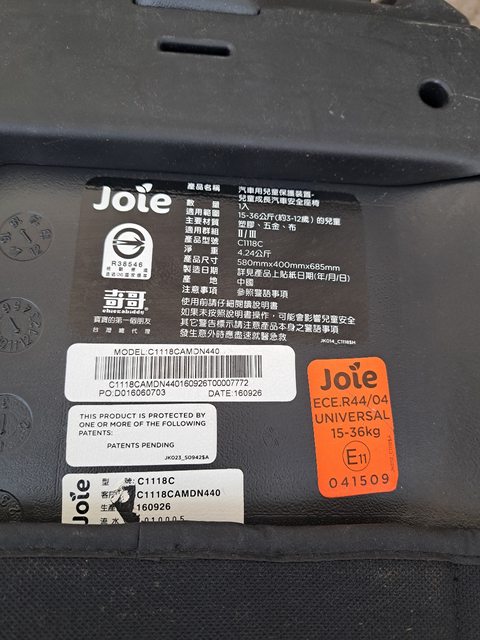 Joie
產品名稱 汽車用兒童保護裝置-
兒童成長汽車安全座椅
數量 1入
適用範圍 15-36公斤(約3-12歲)的兒童
主要材質 塑膠、五金、布
適用群組 II/III
產品型號 C1118C
淨重 4.24公斤
產品尺寸 580mm×400mm×685mm
製造日期 詳見產品上貼紙日期(年/月/日)
產地 中國
注意事項 參照警語事項
使用前請仔細閱讀說明書
如果未按照說明書操作，可能會影響兒童安全
其它警告標示請注意產品本身之警語事項
發生意外時應盡速就醫急救
R38546
奇哥
寶寶的第一個朋友
台灣總代理
JK014_C1118SH
MODEL:C1118CAMDN440
C1118CAMDN440160926T00007772
PO:D016060703 DATE:160926
THIS PRODUCT IS PROTECTED BY
ONE OR MORE OF THE FOLLOWING
PATENTS:
PATENTS PENDING
JK023_50942$A
Joie
ECE.R44/04
UNIVERSAL
15-36kg
E11
041509
Joie
型號 C1118C
C1118CAMDN440
160926
010005